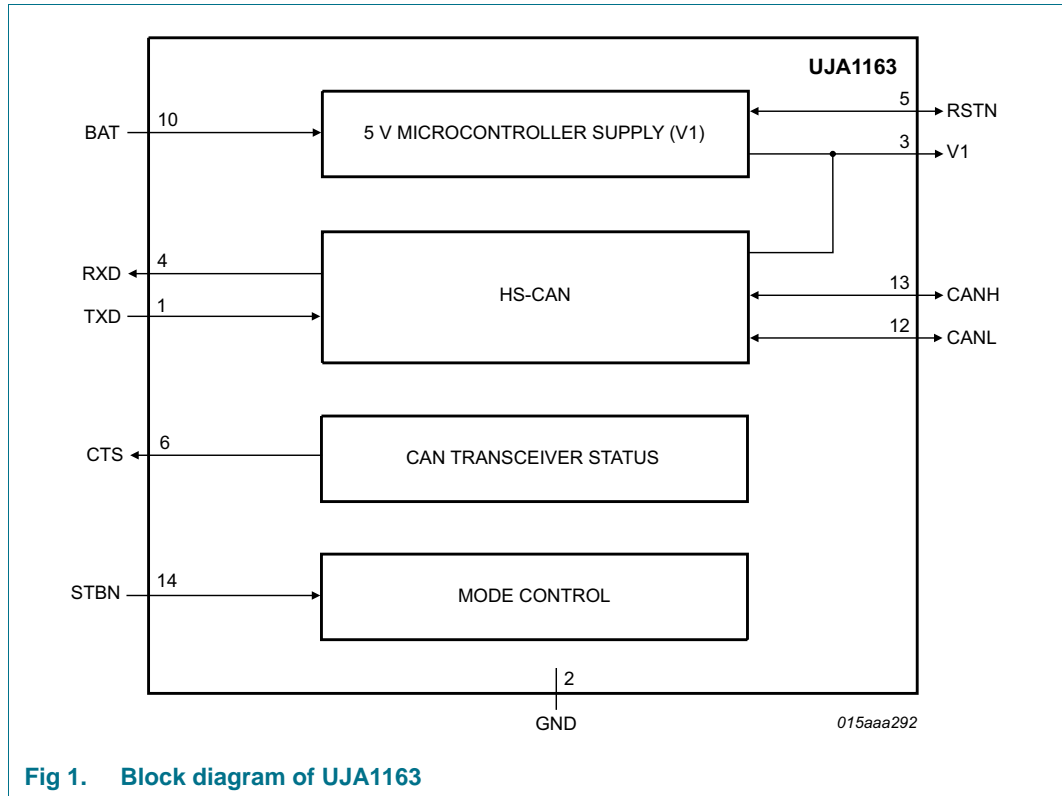 UJA1163
BAT
10
5 V MICROCONTROLLER SUPPLY (V1)
5
RSTN
3
V1
RXD
4
TXD
1
HS-CAN
13
CANH
12
CANL
CTS
6
CAN TRANSCEIVER STATUS
STBN
14
MODE CONTROL
2
GND
015aaa292
Fig 1. Block diagram of UJA1163